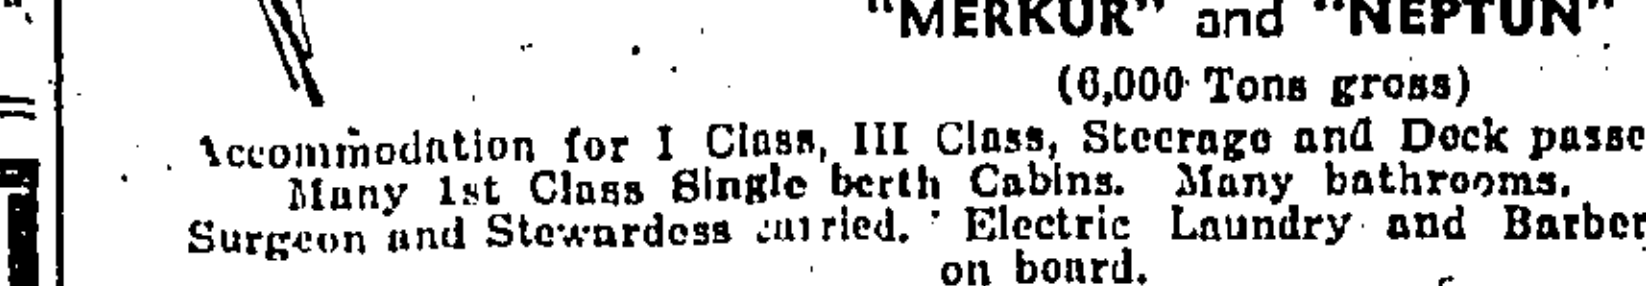 "MERKUR" and "NEPTUN"
(6,000 Tons gross)
Accommodation for I Class, III Class, Steerage and Deck passe
Many 1st Class Single berth Cabins. Many bathrooms.
Surgeon and Stewardess carried. Electric Laundry and Barber
on board.